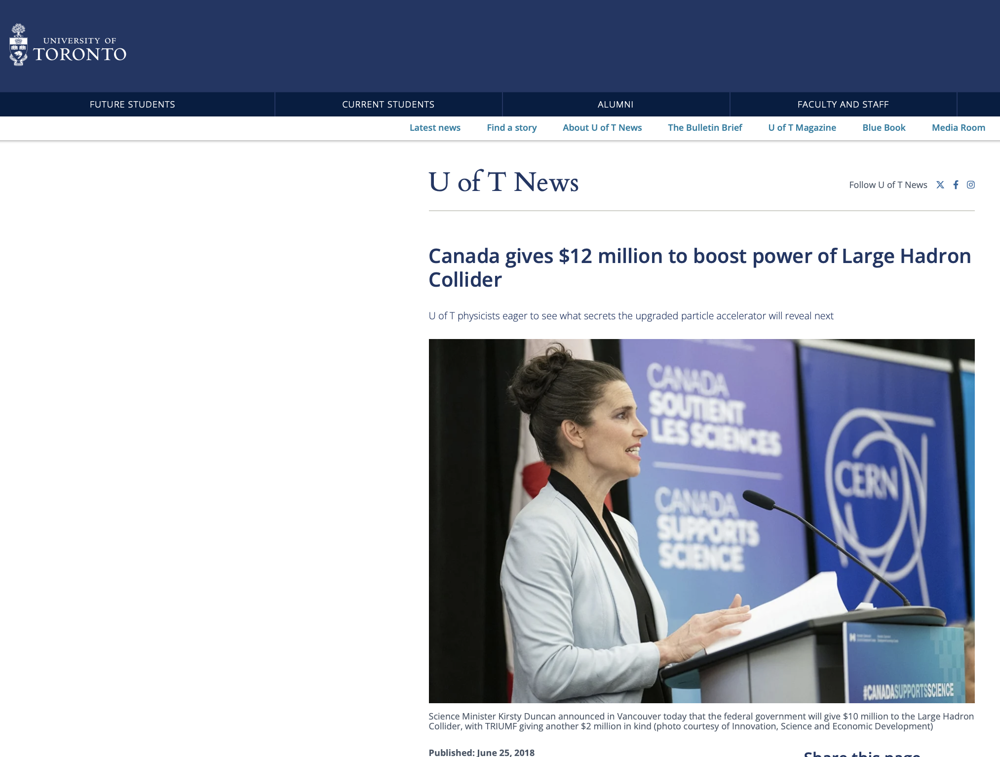 UNIVERSITY OF
TORONTO
FUTURE STUDENTS
CURRENT STUDENTS
ALUMNI
FACULTY AND STAFF
Latest news
Find a story
About U of T News
The Bulletin Brief
U of T Magazine
Blue Book
Media Room
U of T News
Follow U of T News
Canada gives $12 million to boost power of Large Hadron
Collider
U of T physicists eager to see what secrets the upgraded particle accelerator will reveal next
CANADA
SOUTIENT
LES SCIENCES
CANADA
SUPPORTS
SCIENCE
CERN
#CANADASUPPORTSSCIENCE
Science Minister Kirsty Duncan announced in Vancouver today that the federal government will give $10 million to the Large Hadron
Collider, with TRIUMF giving another $2 million in kind (photo courtesy of Innovation, Science and Economic Development)
Published: June 25, 2018
Share this page